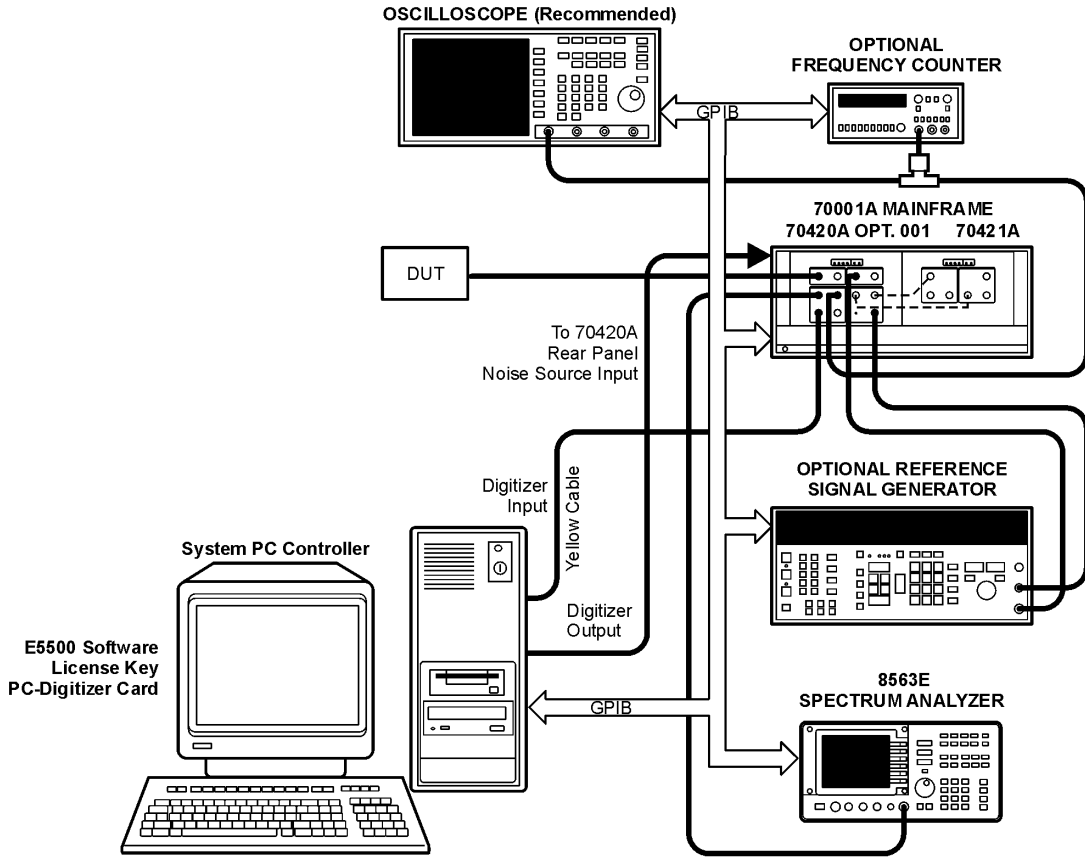 OSCILLOSCOPE (Recommended)
OPTIONAL
FREQUENCY COUNTER
GPIB
70001A MAINFRAME
70420A OPT. 001 70421A
DUT
To 70420A
Rear Panel
Noise Source Input
OPTIONAL REFERENCE
SIGNAL GENERATOR
Digitizer
Input
Yellow Cable
System PC Controller
Digitizer
Output
E5500 Software
License Key
PC-Digitizer Card
8563E
SPECTRUM ANALYZER
GPIB